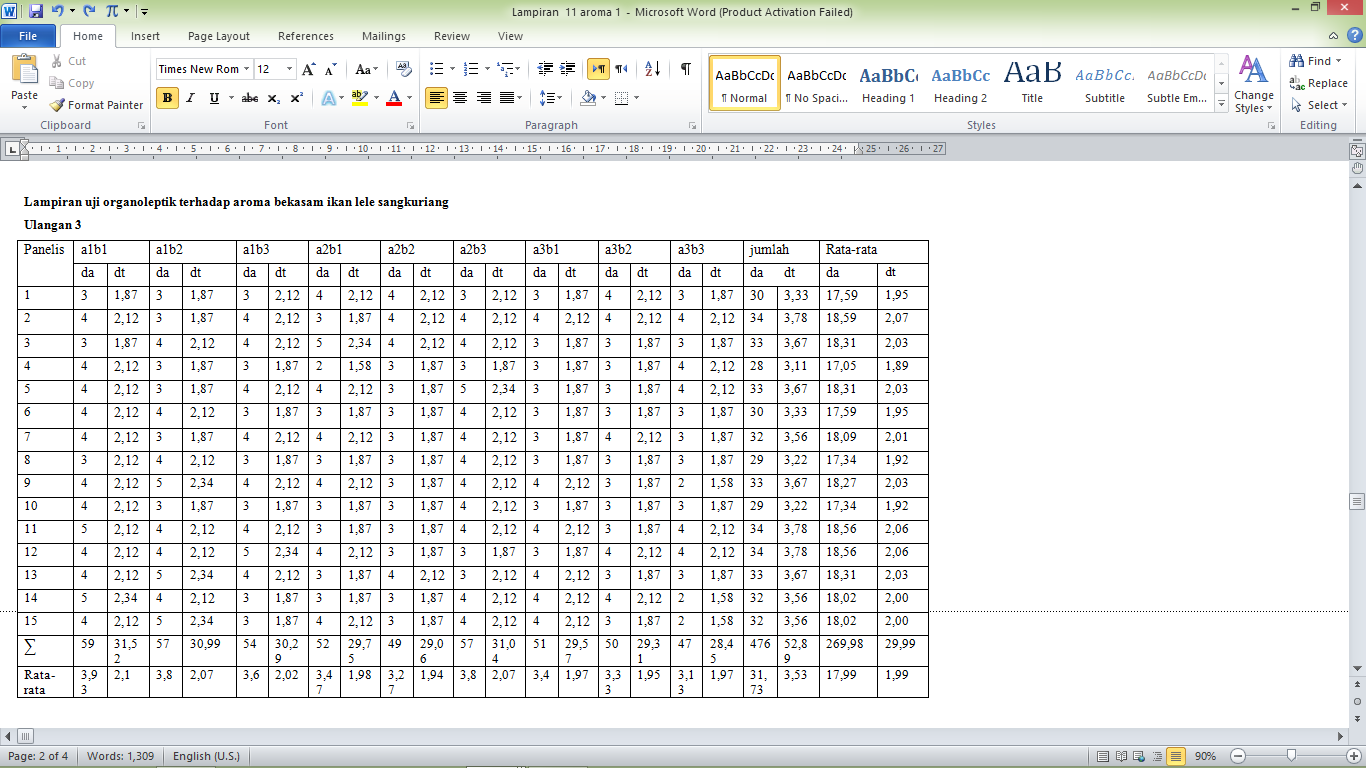 Lampiran 11 aroma 1 - Microsoft Word (Product Activation Failed)
File Home Insert Page Layout References Mailings Review View
Paste
Cut
Copy
Format Painter
Clipboard
Times New Rom 12
Font
Paragraph
AaBbCcDc AaBbCcDc AaBbCc AaBbCc AaB AaBbCc. AaBbCcDc
¶ Normal ¶ No Spaci... Heading 1 Heading 2 Title Subtitle Subtle Em...
Change Styles
Styles
Find
Replace
Select
Editing
1 2 3 4 5 6 7 8 9 10 11 12 13 14 15 16 17 18 19 20 21 22 23 24 25 26 27
Lampiran uji organoleptik terhadap aroma bekasam ikan lele sangkuriang
Ulangan 3
Panelis a1b1 a1b2 a1b3 a2b1 a2b2 a2b3 a3b1 a3b2 a3b3 jumlah Rata-rata
da dt da dt da dt da dt da dt da dt da dt da dt da dt da dt da dt
1 3 1,87 3 1,87 3 2,12 4 2,12 4 2,12 3 2,12 3 1,87 4 2,12 3 1,87 30 3,33 17,59 1,95
2 4 2,12 3 1,87 4 2,12 3 1,87 4 2,12 4 2,12 4 2,12 4 2,12 4 2,12 34 3,78 18,59 2,07
3 3 1,87 4 2,12 4 2,12 5 2,34 4 2,12 4 2,12 3 1,87 3 1,87 3 1,87 33 3,67 18,31 2,03
4 4 2,12 3 1,87 3 1,87 2 1,58 3 1,87 3 1,87 3 1,87 3 1,87 4 2,12 28 3,11 17,05 1,89
5 4 2,12 3 1,87 4 2,12 4 2,12 3 1,87 5 2,34 3 1,87 3 1,87 4 2,12 33 3,67 18,31 2,03
6 4 2,12 4 2,12 3 1,87 3 1,87 3 1,87 4 2,12 3 1,87 3 1,87 3 1,87 30 3,33 17,59 1,95
7 4 2,12 3 1,87 4 2,12 4 2,12 3 1,87 4 2,12 3 1,87 4 2,12 3 1,87 32 3,56 18,09 2,01
8 3 2,12 4 2,12 3 1,87 3 1,87 3 1,87 4 2,12 3 1,87 3 1,87 3 1,87 29 3,22 17,34 1,92
9 4 2,12 5 2,34 4 2,12 4 2,12 3 1,87 4 2,12 4 2,12 3 1,87 2 1,58 33 3,67 18,27 2,03
10 4 2,12 3 1,87 3 1,87 3 1,87 3 1,87 4 2,12 3 1,87 3 1,87 3 1,87 29 3,22 17,34 1,92
11 5 2,12 4 2,12 4 2,12 3 1,87 3 1,87 4 2,12 4 2,12 3 1,87 4 2,12 34 3,78 18,56 2,06
12 4 2,12 4 2,12 5 2,34 4 2,12 3 1,87 3 1,87 3 1,87 4 2,12 4 2,12 34 3,78 18,56 2,06
13 4 2,12 5 2,34 4 2,12 3 1,87 4 2,12 3 2,12 4 2,12 3 1,87 3 1,87 33 3,67 18,31 2,03
14 5 2,34 4 2,12 3 1,87 3 1,87 3 1,87 4 2,12 4 2,12 4 2,12 2 1,58 32 3,56 18,02 2,00
15 4 2,12 5 2,34 3 1,87 4 2,12 3 1,87 4 2,12 4 2,12 3 1,87 2 1,58 32 3,56 18,02 2,00
∑ 59 31,52 57 30,99 54 30,29 52 29,75 49 29,06 57 31,04 51 29,57 50 29,31 47 28,45 476 52,89 269,98 29,99
Rata-rata 3,93 2,1 3,8 2,07 3,6 2,02 3,47 1,98 3,27 1,94 3,8 2,07 3,4 1,97 3,33 1,95 3,13 1,97 31,73 3,53 17,99 1,99
Page: 2 of 4 Words: 1,309 English (U.S.) 90%